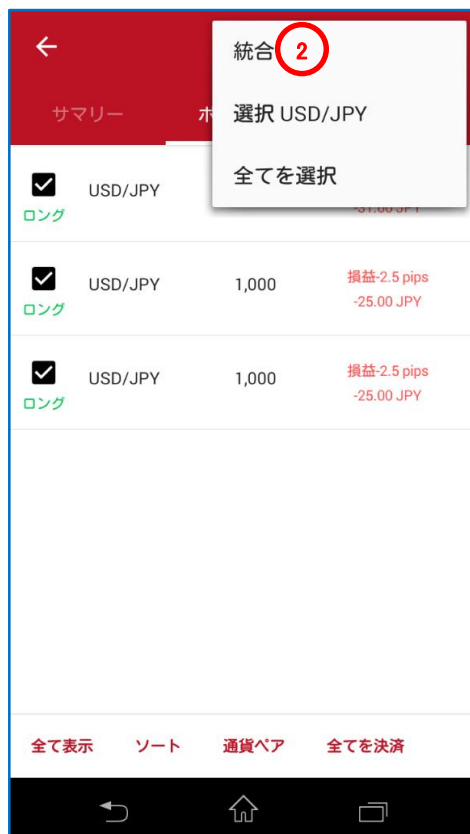 統合 2
サマリー
選択 USD/JPY
全てを選択
USD/JPY
ロング
-31.00 JPY
USD/JPY 1,000 損益-2.5 pips
ロング -25.00 JPY
USD/JPY 1,000 損益-2.5 pips
ロング -25.00 JPY
全て表示 ソート 通貨ペア 全てを決済